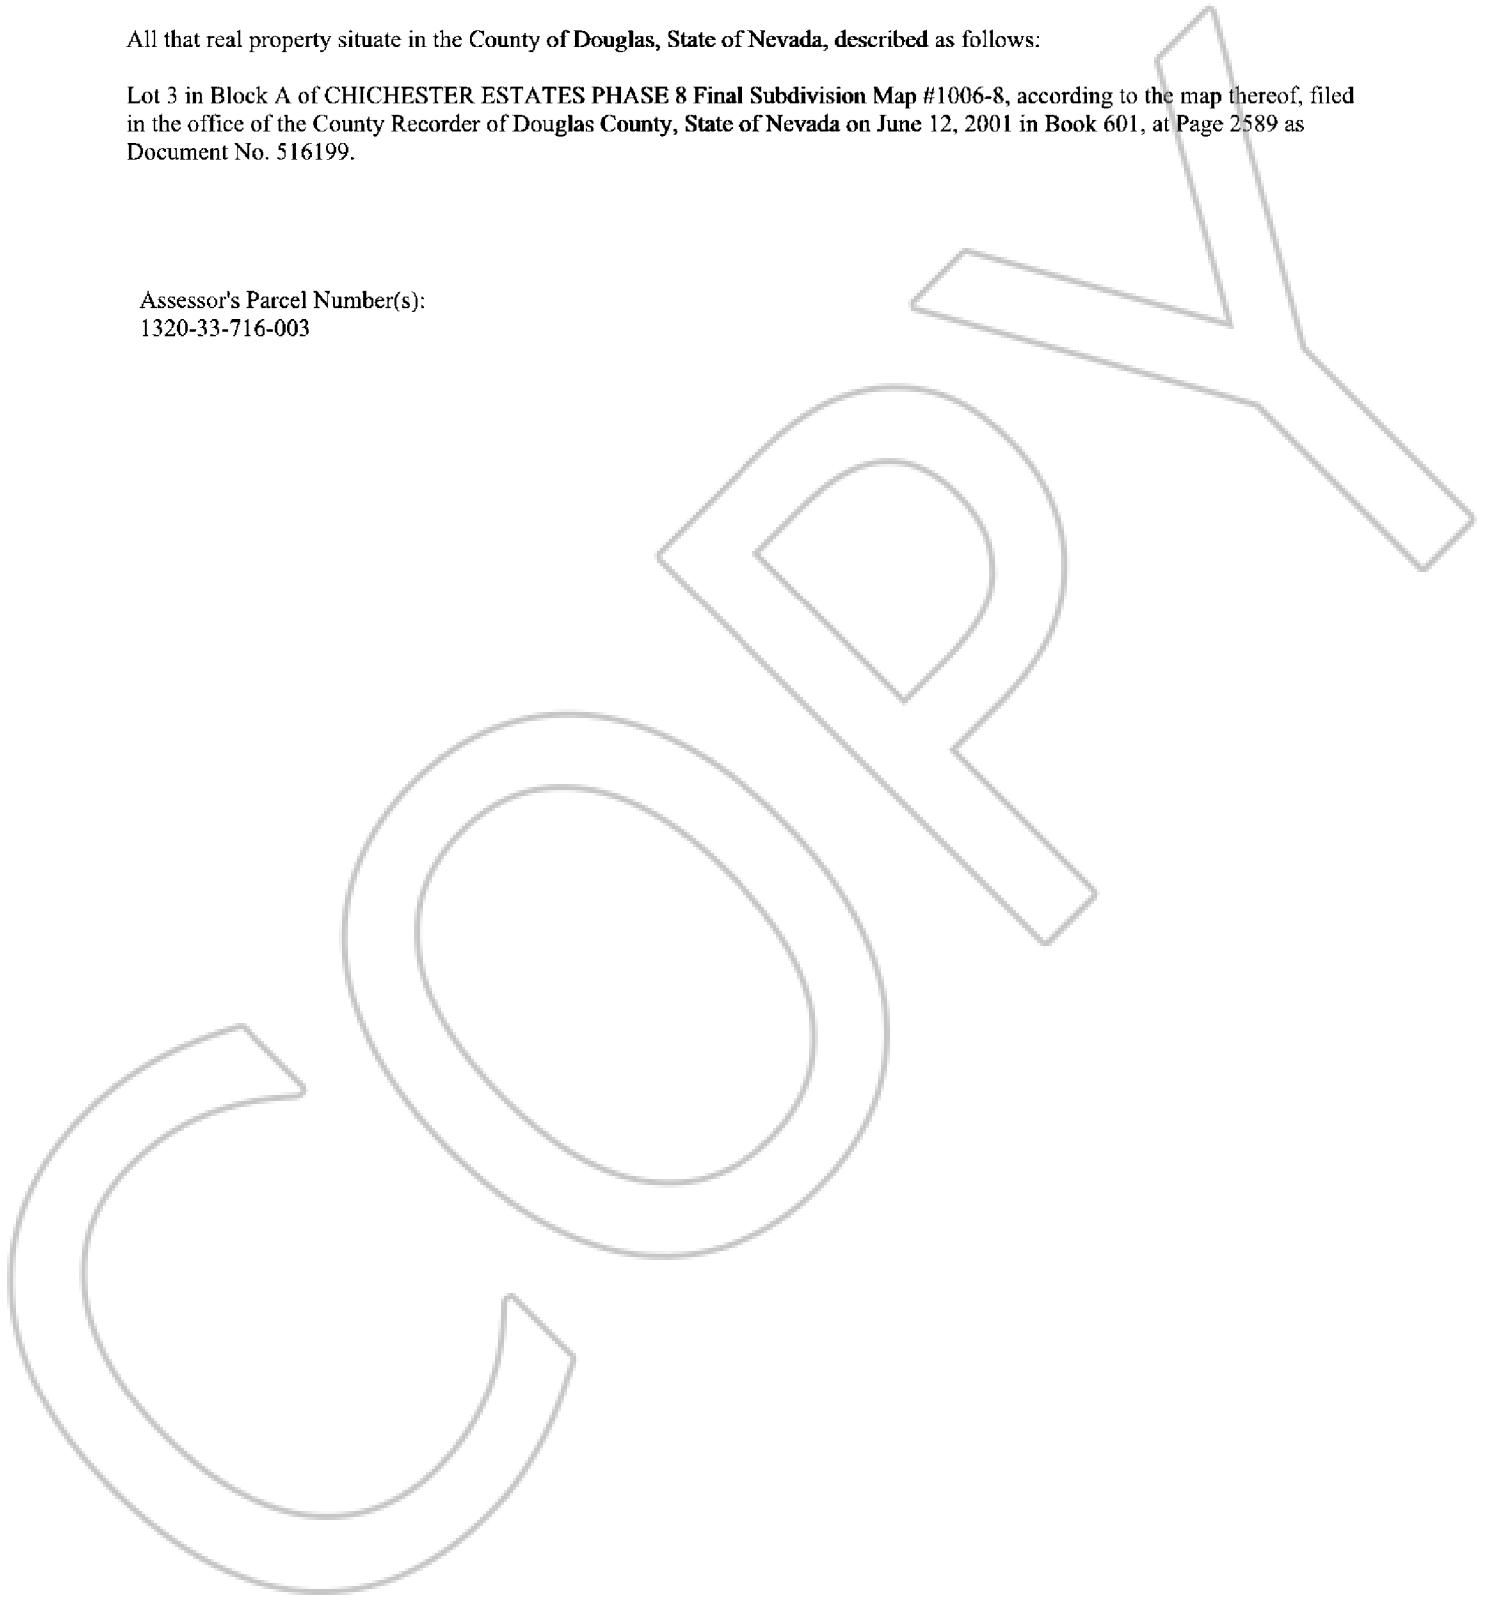 All that real property situate in the County of Douglas, State of Nevada, described as follows:
Lot 3 in Block A of CHICHESTER ESTATES PHASE 8 Final Subdivision Map #1006-8, according to the map thereof, filed
in the office of the County Recorder of Douglas County, State of Nevada on June 12, 2001 in Book 601, at Page 2589 as
Document No. 516199.
Assessor's Parcel Number(s):
1320-33-716-003
COPY